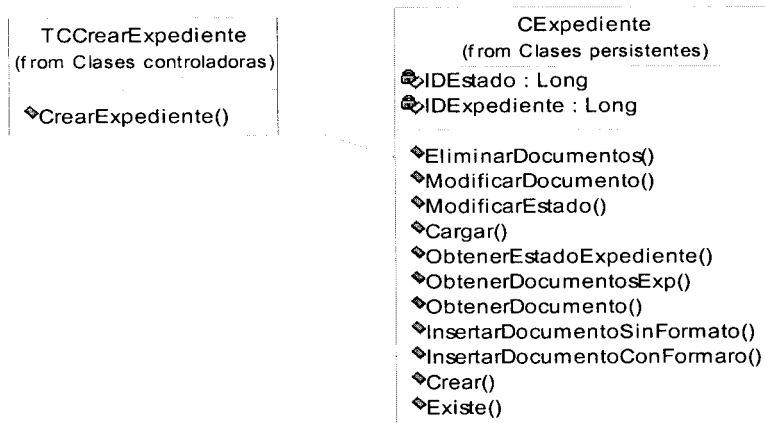 TCCrearExpediente
(from Clases controladoras)
CrearExpediente()
CExpediente
(from Clases persistentes)
IDEstado : Long
IDExpediente : Long
EliminarDocumentos()
ModificarDocumento()
ModificarEstado()
Cargar()
ObtenerEstadoExpediente()
ObtenerDocumentosExp()
ObtenerDocumento()
InsertarDocumentoSinFormato()
InsertarDocumentoConFormaro()
Crear()
Existe()